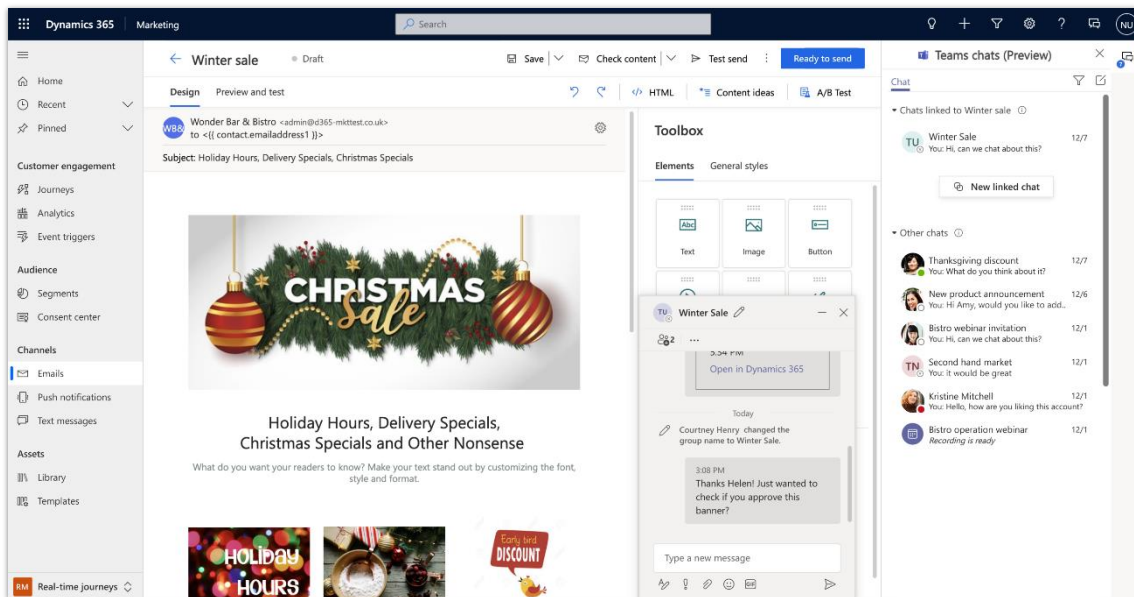 Dynamics 365
Marketing
Search
NU
Home
Recent
Pinned
Customer engagement
Journeys
Analytics
Event triggers
Audience
Segments
Consent center
Channels
Emails
Push notifications
Text messages
Assets
Library
Templates
RM Real-time journeys
Winter sale
Draft
Save
Check content
Test send
Ready to send
Design
Preview and test
HTML
Content ideas
A/B Test
WB&
Wonder Bar & Bistro <admin@d365-mkttest.co.uk>
to <{{ contact.emailaddress1 }}>
Subject: Holiday Hours, Delivery Specials, Christmas Specials
CHRISTMAS
Sale
Holiday Hours, Delivery Specials,
Christmas Specials and Other Nonsense
What do you want your readers to know? Make your text stand out by customizing the font,
style and format.
HOLIDAY
HOURS
Early bird
DISCOUNT
Toolbox
Elements
General styles
Abc
Text
Image
Button
TU Winter Sale
2
5:34 PM
Open in Dynamics 365
Today
Courtney Henry changed the
group name to Winter Sale.
3:08 PM
Thanks Helen! Just wanted to
check if you approve this
banner?
Type a new message
GIF
Teams chats (Preview)
Chat
Chats linked to Winter sale
TU
Winter Sale 12/7
You: Hi, can we chat about this?
New linked chat
Other chats
Thanksgiving discount 12/7
You: What do you think about it?
New product announcement 12/6
You: Hi Amy, would you like to add..
Bistro webinar invitation 12/1
You: Hi, can we chat about this?
TN
Second hand market 12/1
You: it would be great
Kristine Mitchell 12/1
You: Hello, how are you liking this account?
Bistro operation webinar 12/1
Recording is ready